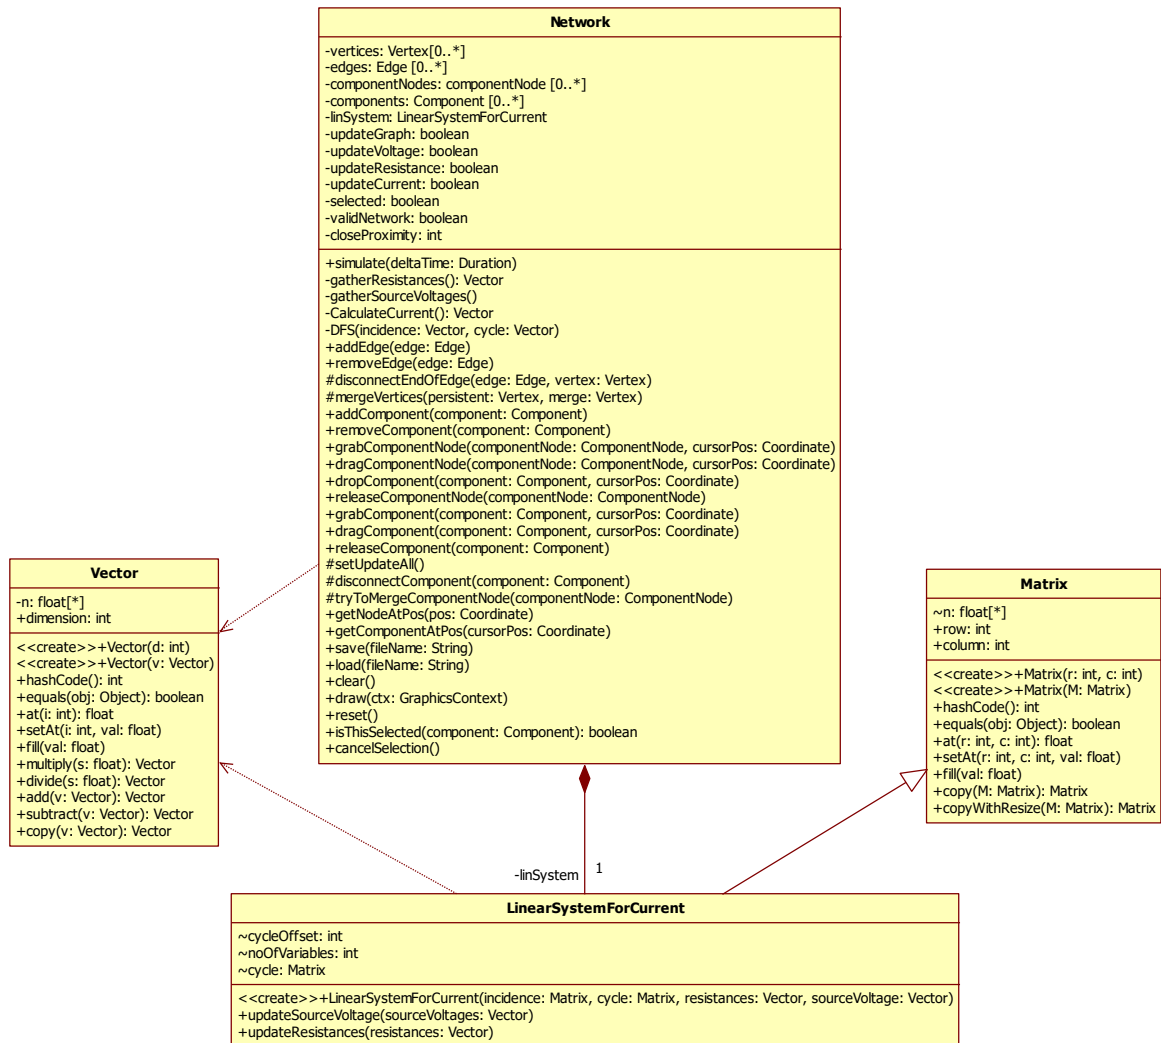 Network
-vertices: Vertex[0..*]
-edges: Edge [0..*]
-componentNodes: componentNode [0..*]
-components: Component [0..*]
-linSystem: LinearSystemForCurrent
-updateGraph: boolean
-updateVoltage: boolean
-updateResistance: boolean
-updateCurrent: boolean
-selected: boolean
-validNetwork: boolean
-closeProximity: int
+simulate(deltaTime: Duration)
-gatherResistances(): Vector
-gatherSourceVoltages()
-CalculateCurrent(): Vector
-DFS(incidence: Vector, cycle: Vector)
+addEdge(edge: Edge)
+removeEdge(edge: Edge)
#disconnectEndOfEdge(edge: Edge, vertex: Vertex)
#mergeVertices(persistent: Vertex, merge: Vertex)
+addComponent(component: Component)
+removeComponent(component: Component)
+grabComponentNode(componentNode: ComponentNode, cursorPos: Coordinate)
+dragComponentNode(componentNode: ComponentNode, cursorPos: Coordinate)
+dropComponent(component: Component, cursorPos: Coordinate)
+releaseComponentNode(componentNode: ComponentNode)
+grabComponent(component: Component, cursorPos: Coordinate)
+dragComponent(component: Component, cursorPos: Coordinate)
+releaseComponent(component: Component)
#setUpdateAll()
#disconnectComponent(component: Component)
#tryToMergeComponentNode(componentNode: ComponentNode)
+getNodeAtPos(pos: Coordinate)
+getComponentAtPos(cursorPos: Coordinate)
+save(fileName: String)
+load(fileName: String)
+clear()
+draw(ctx: GraphicsContext)
+reset()
+isThisSelected(component: Component): boolean
+cancelSelection()
Vector
-n: float[*]
+dimension: int
<<create>>+Vector(d: int)
<<create>>+Vector(v: Vector)
+hashCode(): int
+equals(obj: Object): boolean
+at(i: int): float
+setAt(i: int, val: float)
+fill(val: float)
+multiply(s: float): Vector
+divide(s: float): Vector
+add(v: Vector): Vector
+subtract(v: Vector): Vector
+copy(v: Vector): Vector
Matrix
~n: float[*]
+row: int
+column: int
<<create>>+Matrix(r: int, c: int)
<<create>>+Matrix(M: Matrix)
+hashCode(): int
+equals(obj: Object): boolean
+at(r: int, c: int): float
+setAt(r: int, c: int, val: float)
+fill(val: float)
+copy(M: Matrix): Matrix
+copyWithResize(M: Matrix): Matrix
-linSystem 1
LinearSystemForCurrent
~cycleOffset: int
~noOfVariables: int
~cycle: Matrix
<<create>>+LinearSystemForCurrent(incidence: Matrix, cycle: Matrix, resistances: Vector, sourceVoltage: Vector)
+updateSourceVoltage(sourceVoltages: Vector)
+updateResistances(resistances: Vector)